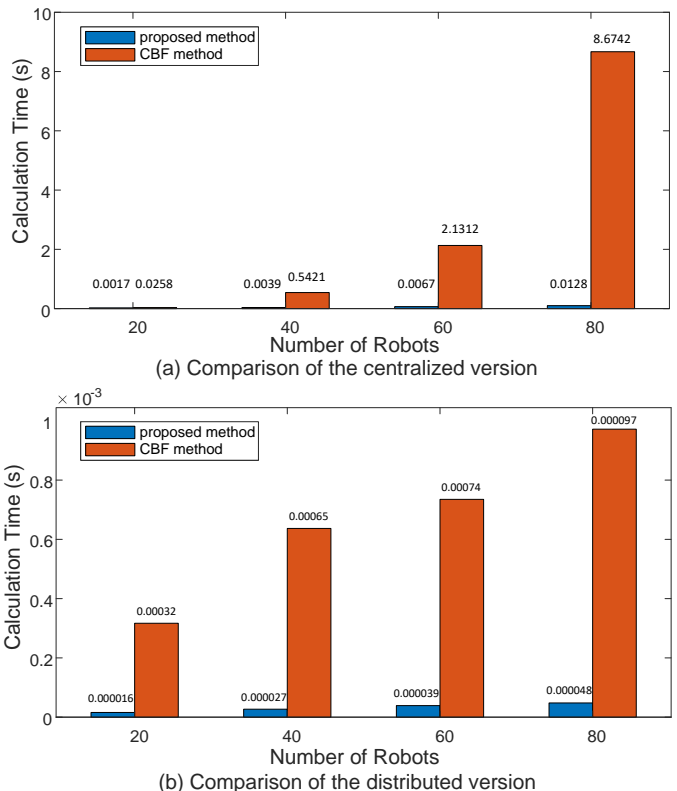 10
proposed method
CBF method
8.6742
8
6
4
2.1312
2
0.0017 0.0258
0.0039
0.5421
0.0067
0.0128
0
Calculation Time (s)
20 40 60 80
Number of Robots
(a) Comparison of the centralized version
× 10-3
1
proposed method
CBF method
0.000097
0.8
0.00074
0.00065
0.6
0.4
0.00032
0.2
0.000016
0.000027
0.000039
0.000048
0
Calculation Time (s)
20 40 60 80
Number of Robots
(b) Comparison of the distributed version